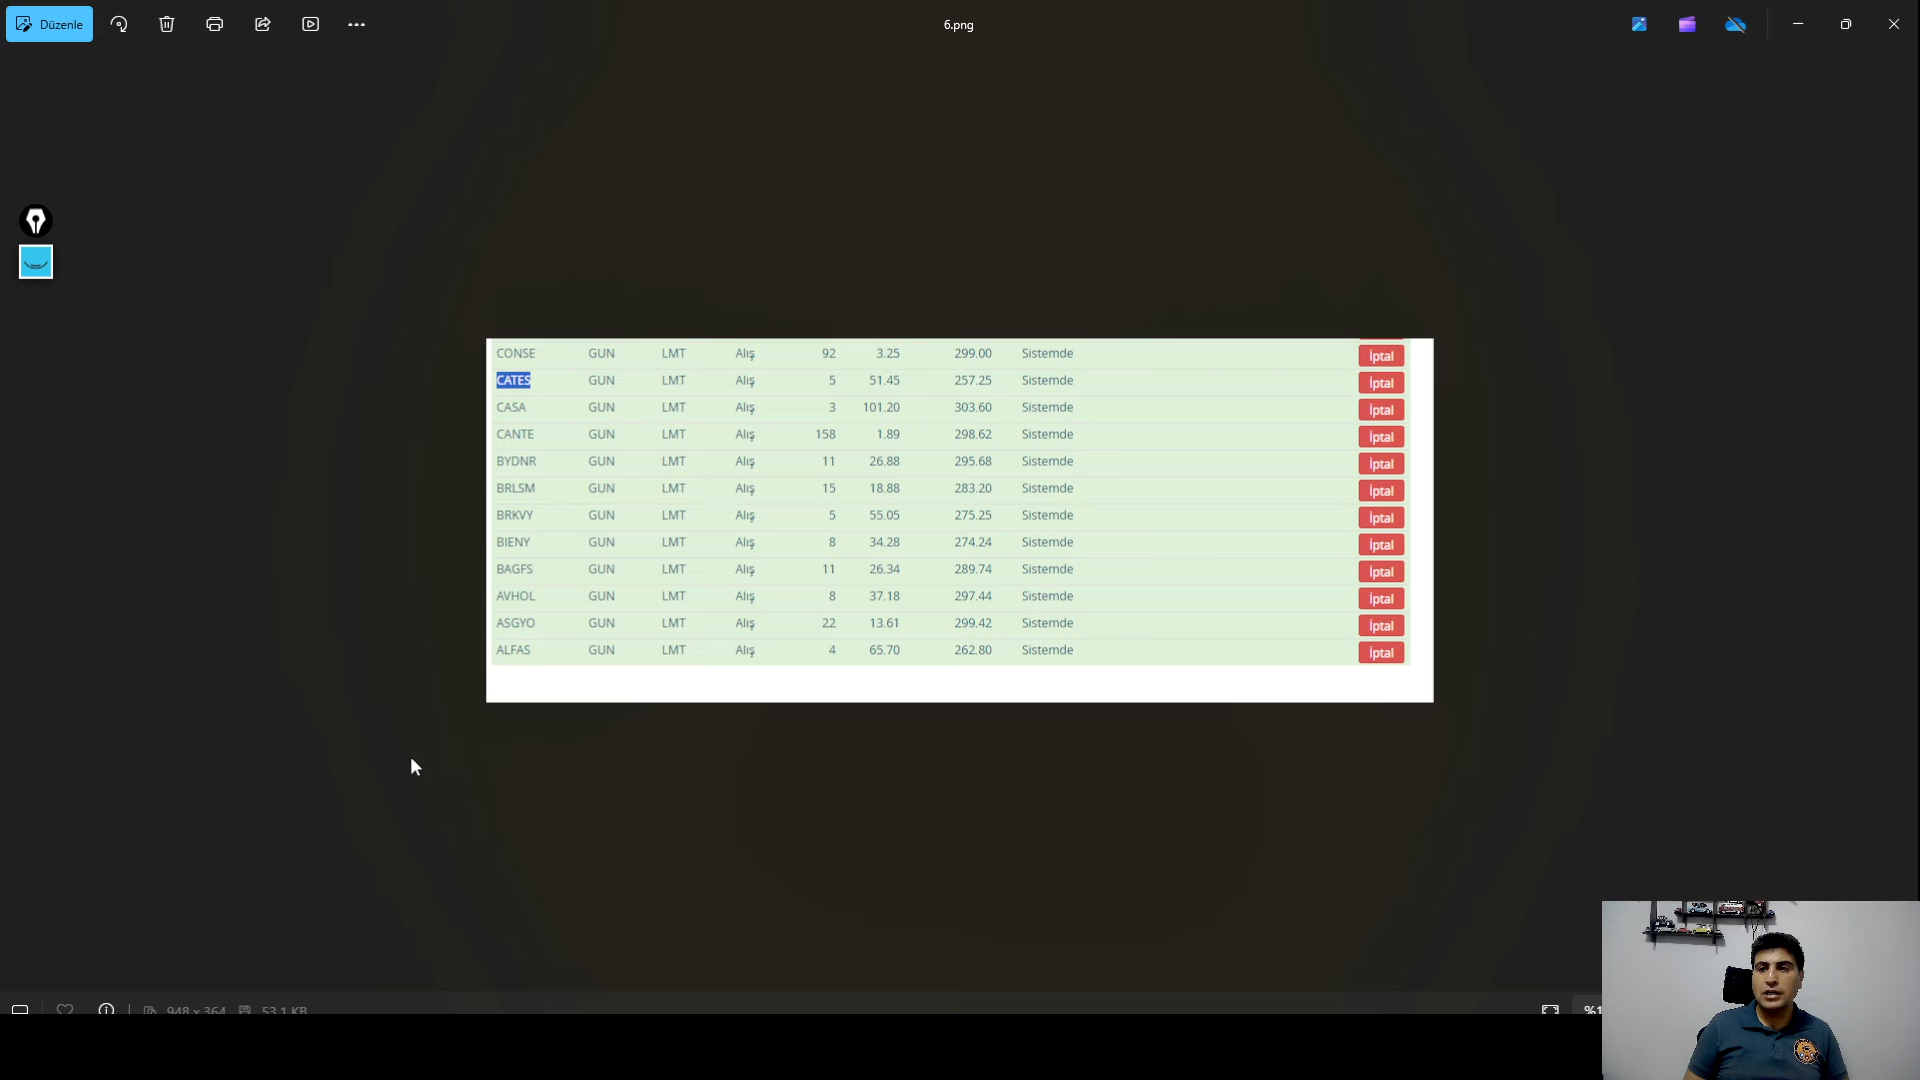 Düzenle
6.png
CONSE GUN LMT Alış 92 3.25 299.00 Sistemde İptal
CATES GUN LMT Alış 5 51.45 257.25 Sistemde İptal
CASA GUN LMT Alış 3 101.20 303.60 Sistemde İptal
CANTE GUN LMT Alış 158 1.89 298.62 Sistemde İptal
BYDNR GUN LMT Alış 11 26.88 295.68 Sistemde İptal
BRLSM GUN LMT Alış 15 18.88 283.20 Sistemde İptal
BRKVY GUN LMT Alış 5 55.05 275.25 Sistemde İptal
BIENY GUN LMT Alış 8 34.28 274.24 Sistemde İptal
BAGFS GUN LMT Alış 11 26.34 289.74 Sistemde İptal
AVHOL GUN LMT Alış 8 37.18 297.44 Sistemde İptal
ASGYO GUN LMT Alış 22 13.61 299.42 Sistemde İptal
ALFAS GUN LMT Alış 4 65.70 262.80 Sistemde İptal
948 x 364 53.1 KB